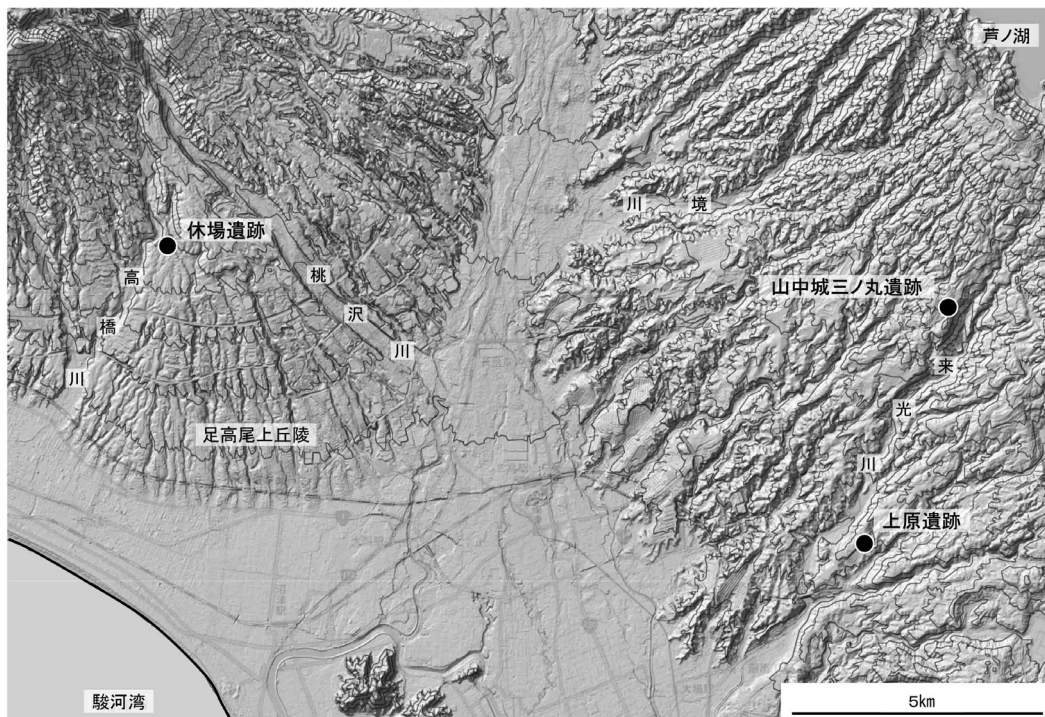 芦ノ湖
川 境
休場遺跡
高橋川
桃沢川
山中城三ノ丸遺跡
来光川
足高尾上丘陵
上原遺跡
駿河湾
5km